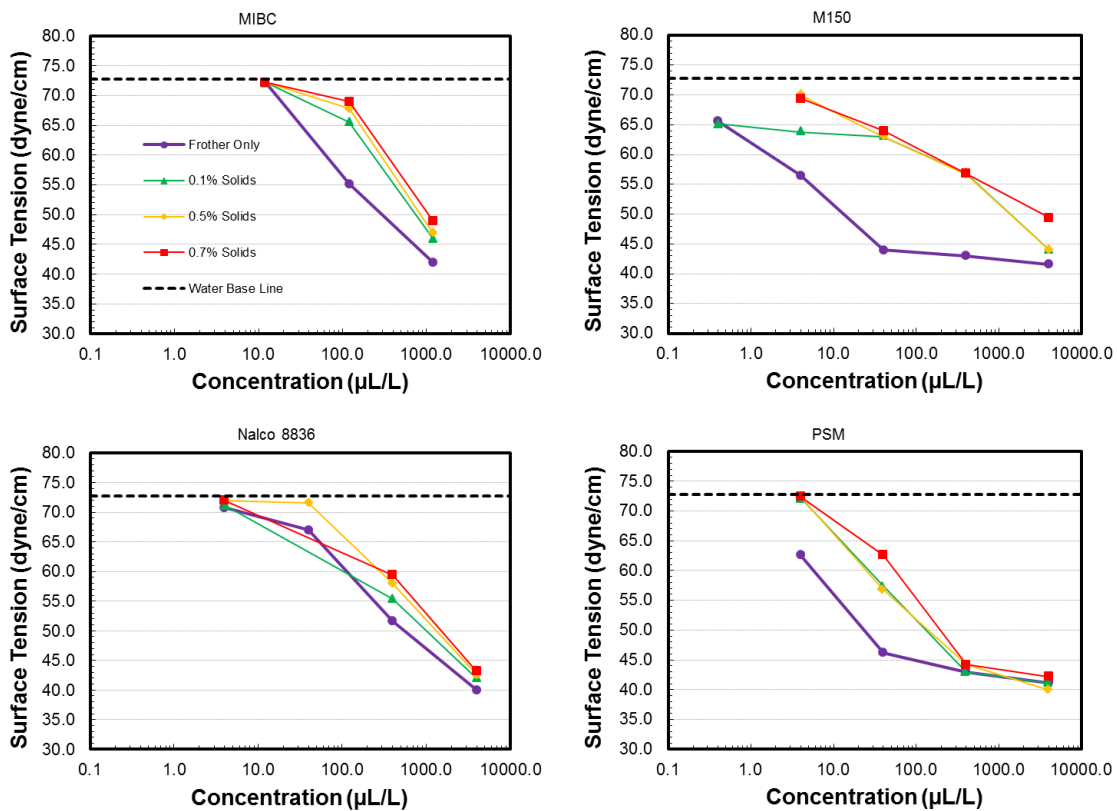 MIBC
80.0
75.0
70.0
65.0
60.0
55.0
50.0
45.0
40.0
35.0
30.0
Surface Tension (dyne/cm)
Frother Only
0.1% Solids
0.5% Solids
0.7% Solids
Water Base Line
0.1 1.0 10.0 100.0 1000.0 10000.0
Concentration (µL/L)
M150
80.0
75.0
70.0
65.0
60.0
55.0
50.0
45.0
40.0
35.0
30.0
Surface Tension (dyne/cm)
0.1 1.0 10.0 100.0 1000.0 10000.0
Concentration (µL/L)
Nalco 8836
80.0
75.0
70.0
65.0
60.0
55.0
50.0
45.0
40.0
35.0
30.0
Surface Tension (dyne/cm)
0.1 1.0 10.0 100.0 1000.0 10000.0
Concentration (µL/L)
PSM
80.0
75.0
70.0
65.0
60.0
55.0
50.0
45.0
40.0
35.0
30.0
Surface Tension (dyne/cm)
0.1 1.0 10.0 100.0 1000.0 10000.0
Concentration (µL/L)